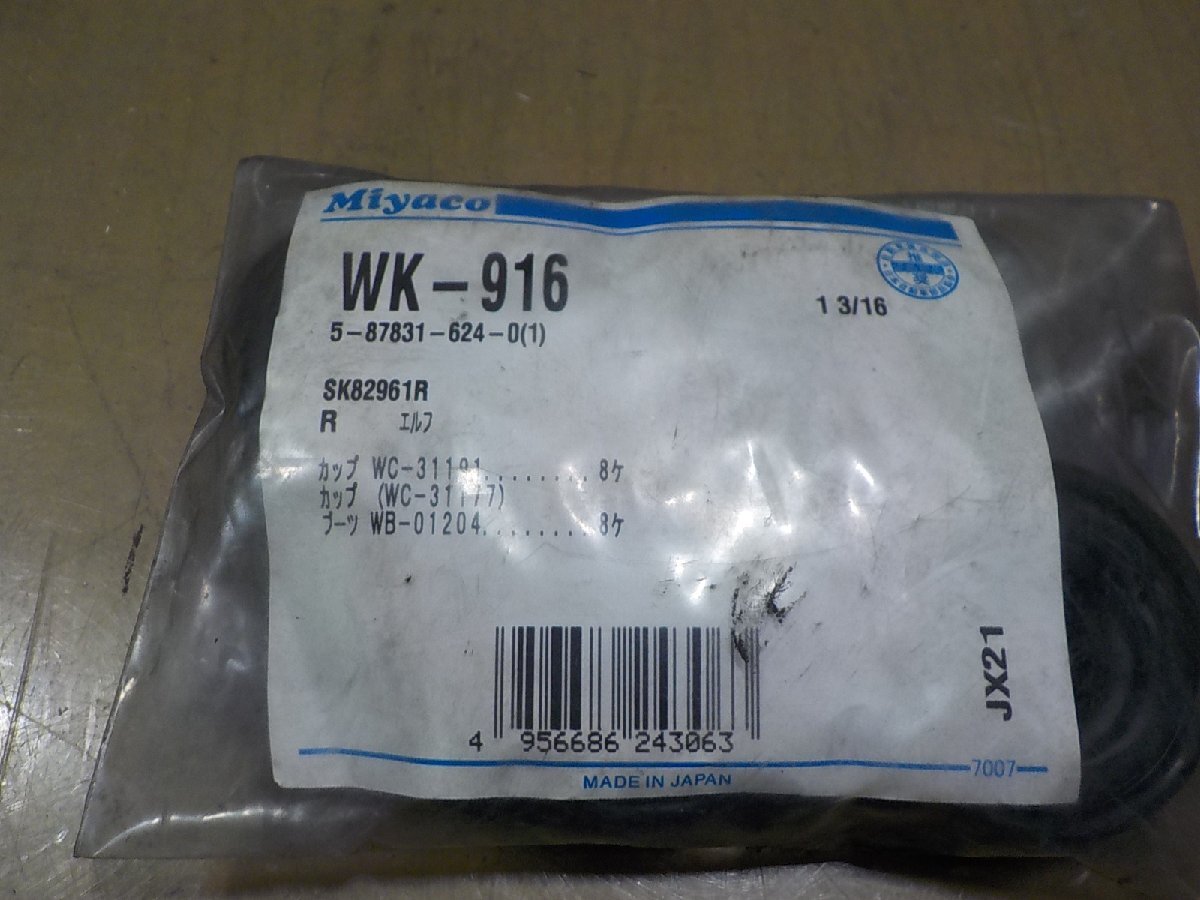 Miyaco
WK-916
1 3/16
5-87831-624-0(1)
SK82961R
R エルフ
カップ WC-31191........8ケ
カップ (WC-31177)
ブーツ WB-01204........8ケ
JX21
4 956686 243063
7007
MADE IN JAPAN